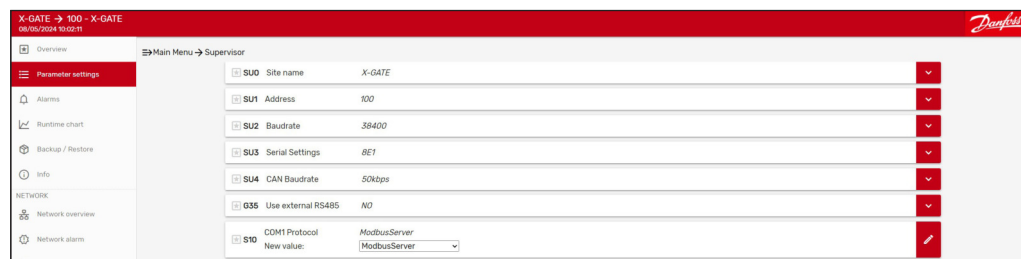 X-GATE → 100 - X-GATE
08/05/2024 10:02:11
Danfoss
Overview
Main Menu → Supervisor
SU0 Site name X-GATE
Parameter settings
SU1 Address 100
Alarms
SU2 Baudrate 38400
Runtime chart
SU3 Serial Settings 8E1
Backup / Restore
SU4 CAN Baudrate 50kbps
Info
NETWORK
G35 Use external RS485 NO
Network overview
S10 COM1 Protocol ModbusServer
New value: ModbusServer
Network alarm